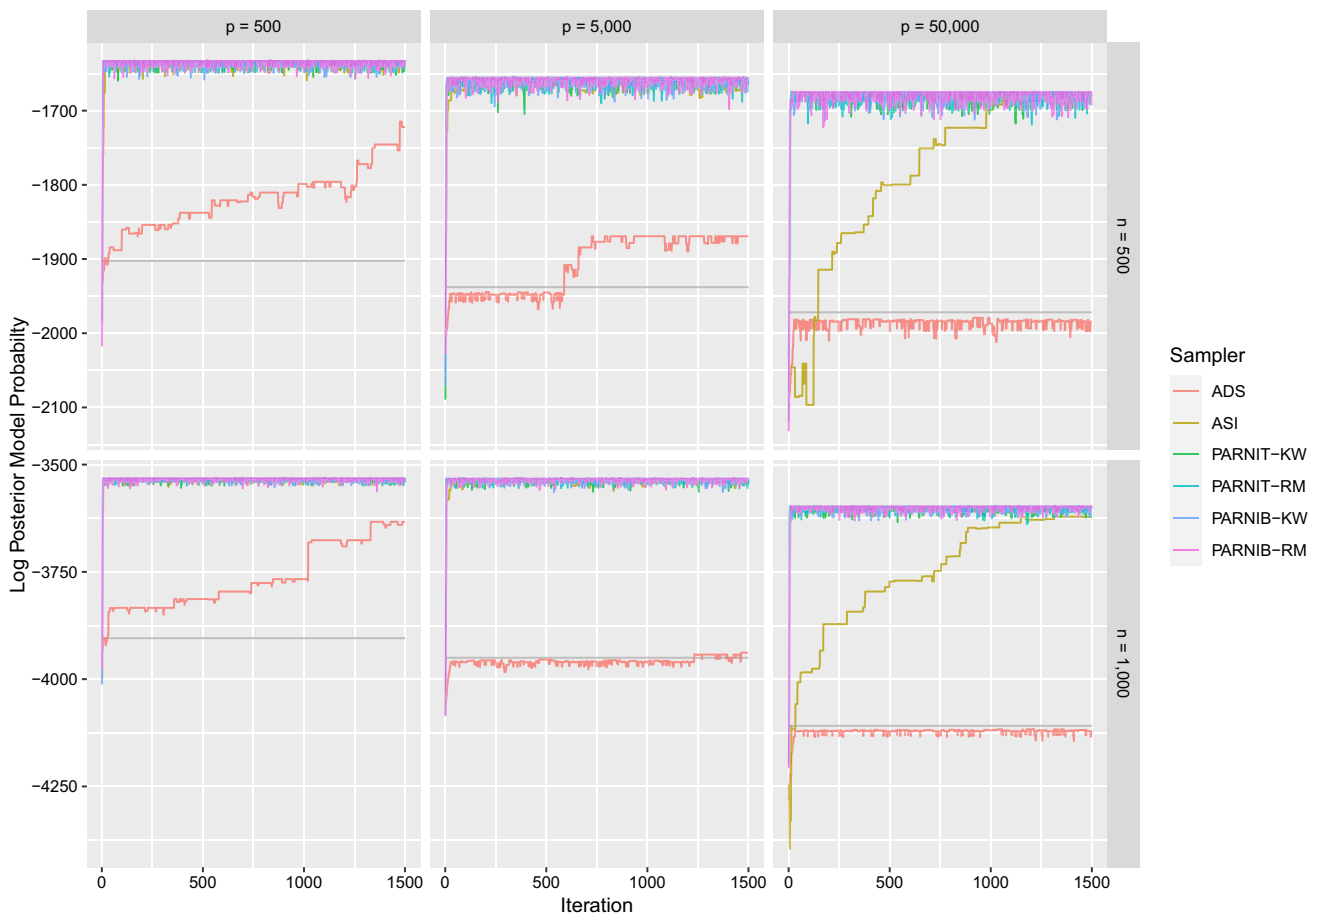 p = 500
p = 5,000
p = 50,000
−1700
−1800
−1900
−2000
−2100
n = 500
−3500
−3750
−4000
−4250
n = 1,000
0
500
1000
1500
0
500
1000
1500
0
500
1000
1500
Iteration
Log Posterior Model Probabilty
Sampler
ADS
ASI
PARNIT−KW
PARNIT−RM
PARNIB−KW
PARNIB−RM